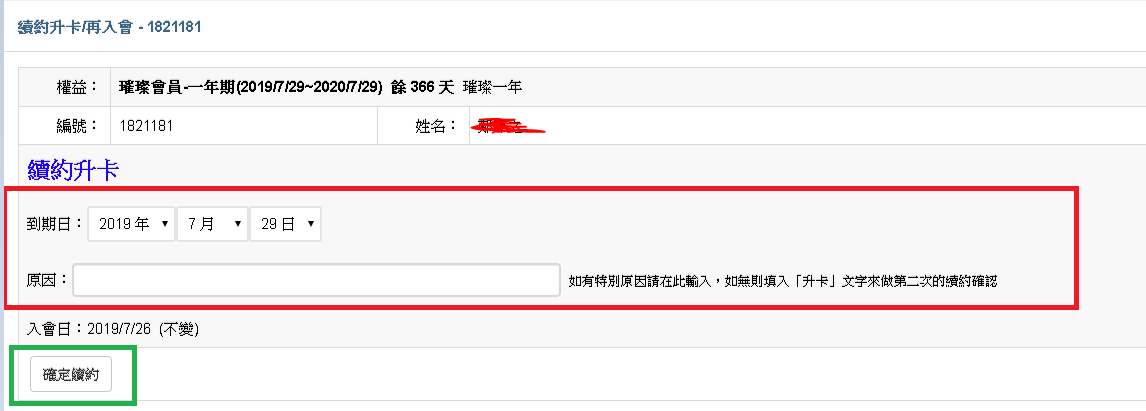 續約升卡/再入會 - 1821181
權益： 璀璨會員-一年期(2019/7/29~2020/7/29) 餘 366 天 璀璨一年
編號： 1821181 姓名：
續約升卡
到期日： 2019 年 7 月 29 日
原因： 如有特別原因請在此輸入，如無則填入「升卡」文字來做第二次的續約確認
入會日：2019/7/26 (不變)
確定續約